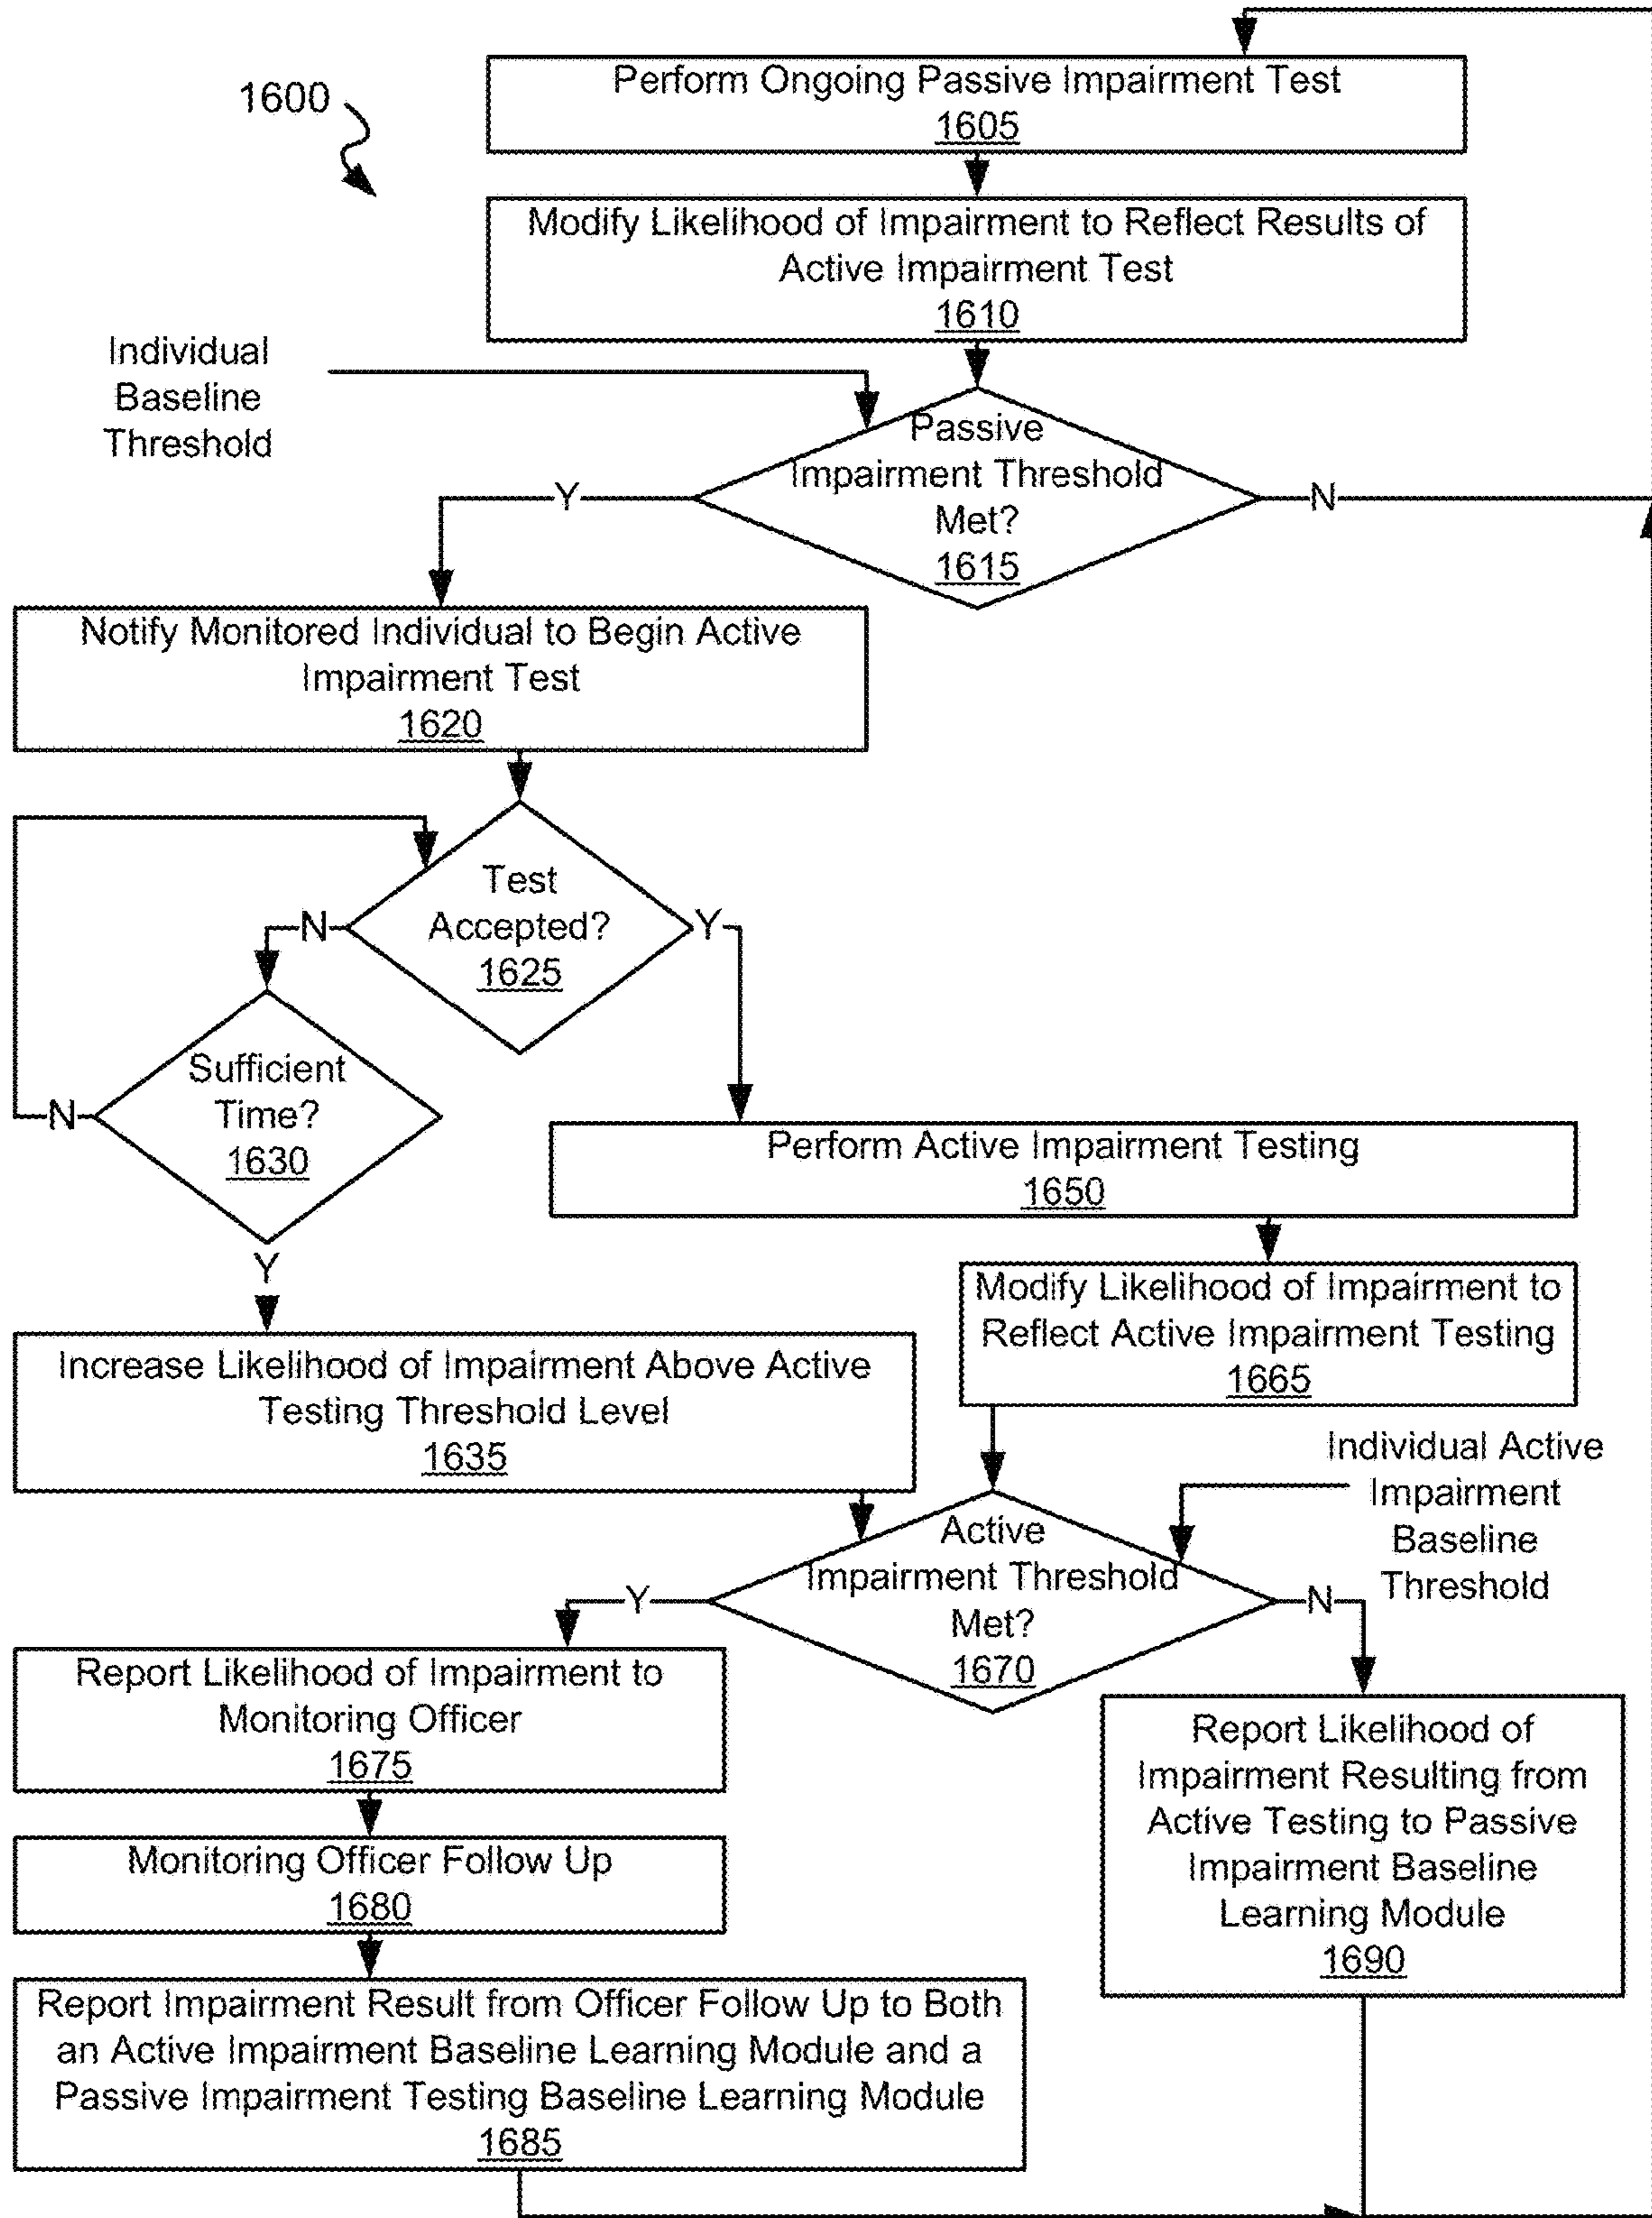 1600
Perform Ongoing Passive Impairment Test
1605
Modify Likelihood of Impairment to Reflect Results of
Active Impairment Test
1610
Individual
Baseline
Threshold
Passive
Impairment Threshold
Met?
1615
Y
N
Notify Monitored Individual to Begin Active
Impairment Test
1620
Test
Accepted?
1625
N
Y
Sufficient
Time?
1630
N
Y
Perform Active Impairment Testing
1650
Modify Likelihood of Impairment to
Reflect Active Impairment Testing
1665
Increase Likelihood of Impairment Above Active
Testing Threshold Level
1635
Individual Active
Impairment
Baseline
Threshold
Active
Impairment Threshold
Met?
1670
Y
N
Report Likelihood of Impairment to
Monitoring Officer
1675
Monitoring Officer Follow Up
1680
Report Likelihood of
Impairment Resulting from
Active Testing to Passive
Impairment Baseline
Learning Module
1690
Report Impairment Result from Officer Follow Up to Both
an Active Impairment Baseline Learning Module and a
Passive Impairment Testing Baseline Learning Module
1685